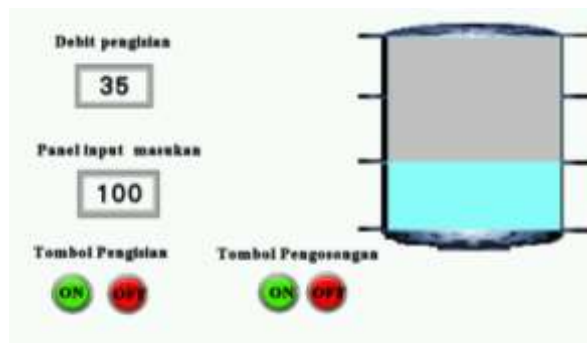 Debit pengisian
35
Panel input masukan
100
Tombol Pengisian
Tombol Pengosongan
ON OFF
ON OFF